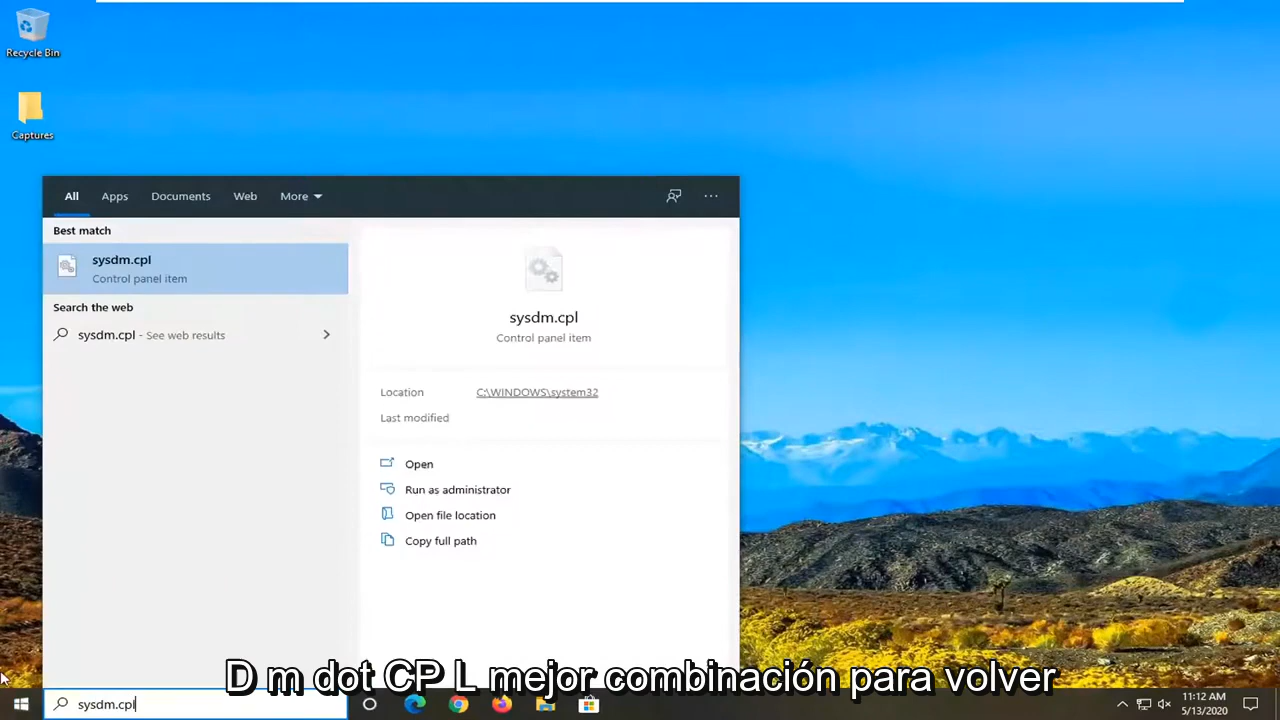 Recycle Bin
Captures
All Apps Documents Web More
Best match
sysdm.cpl
Control panel item
Search the web
sysdm.cpl - See web results
sysdm.cpl
Control panel item
Location C:\WINDOWS\system32
Last modified
Open
Run as administrator
Open file location
Copy full path
D m dot CP L mejor combinación para volver
sysdm.cpl
11:12 AM
5/13/2020